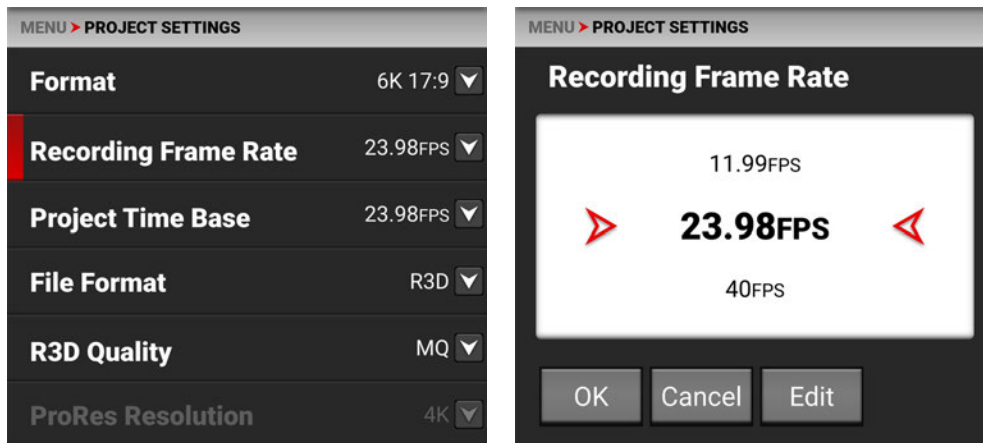 MENU > PROJECT SETTINGS
Format 6K 17:9
Recording Frame Rate 23.98FPS
Project Time Base 23.98FPS
File Format R3D
R3D Quality MQ
ProRes Resolution 4K
MENU > PROJECT SETTINGS
Recording Frame Rate
11.99FPS
23.98FPS
40FPS
OK Cancel Edit